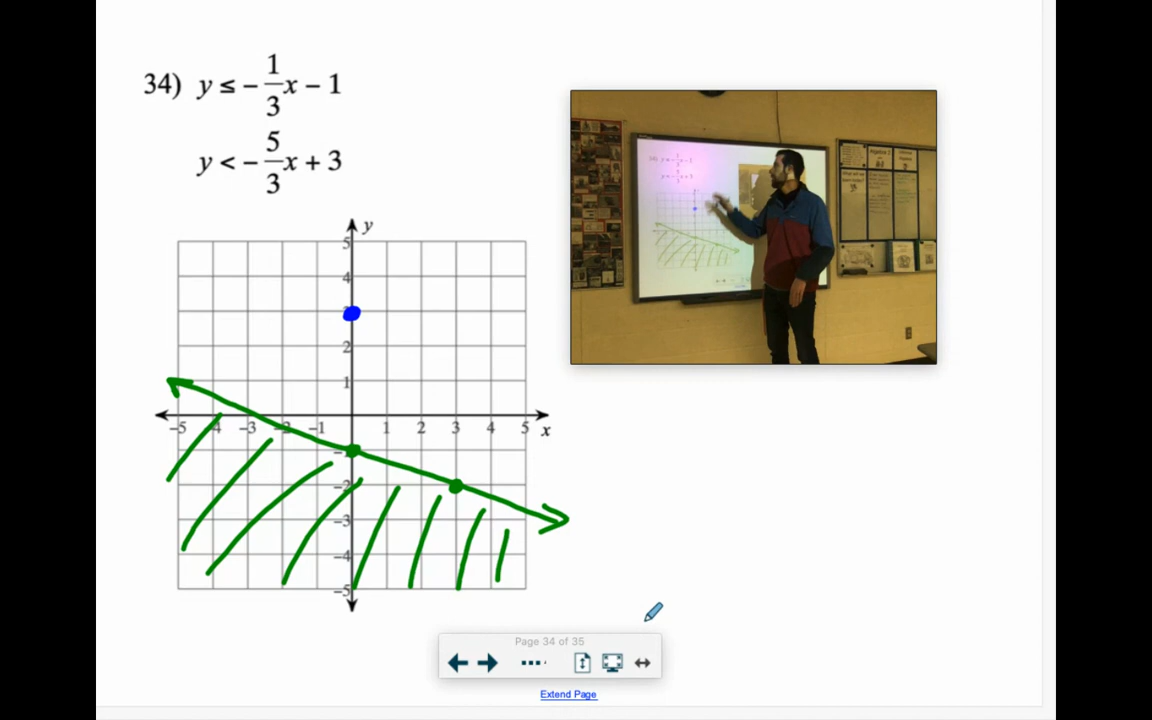 34) y ≤ −1/3x − 1
y < −5/3x + 3
y
5
4
2
1
-5 -4 -3 -2 -1 1 2 3 4 5 x
-2
-3
-4
-5
Page 34 of 35
Extend Page